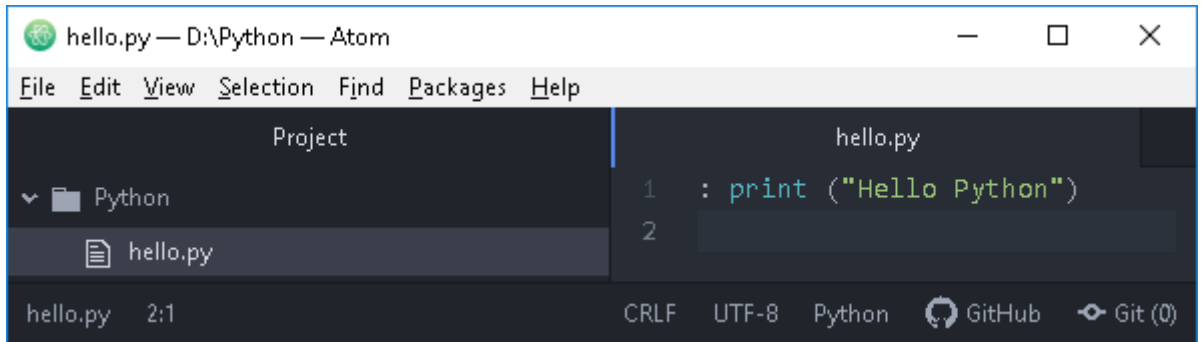 hello.py — D:\Python — Atom
File Edit View Selection Find Packages Help
Project
hello.py
Python
hello.py
1 : print ("Hello Python")
2
hello.py 2:1 CRLF UTF-8 Python GitHub Git (0)